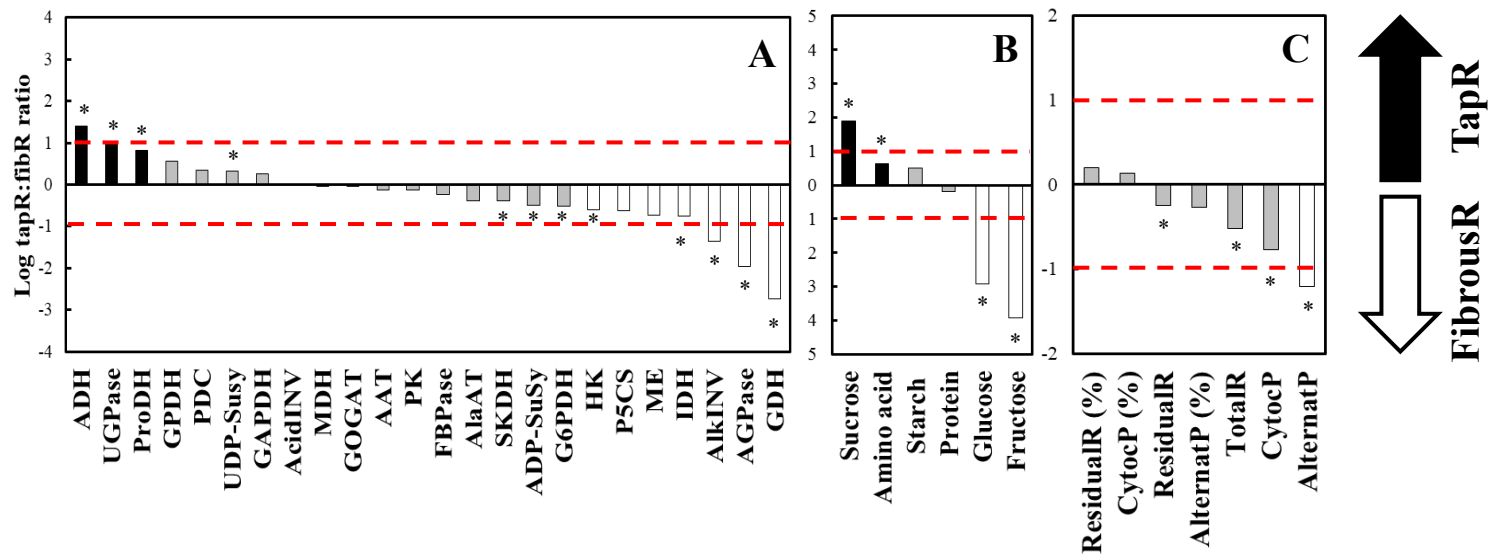 Log tapR:fibR ratio
4
3
2
1
0
-1
-2
-3
-4
A
* * * * * * * * * * *
ADH
UGPase
ProDH
GPDH
PDC
UDP-Susy
GAPDH
AcidINV
MDH
GOGAT
AAT
PK
FBPase
AlaAT
SKDH
ADP-SuSy
G6PDH
HK
P5CS
ME
IDH
AlkINV
AGPase
GDH
5
4
3
2
1
0
1
2
3
4
5
B
* * * *
Sucrose
Amino acid
Starch
Protein
Glucose
Fructose
2
1
0
-1
-2
C
* * * *
ResidualR (%)
CytocP (%)
ResidualR
AlternatP (%)
TotalR
CytocP
AlternatP
TapR
FibrousR